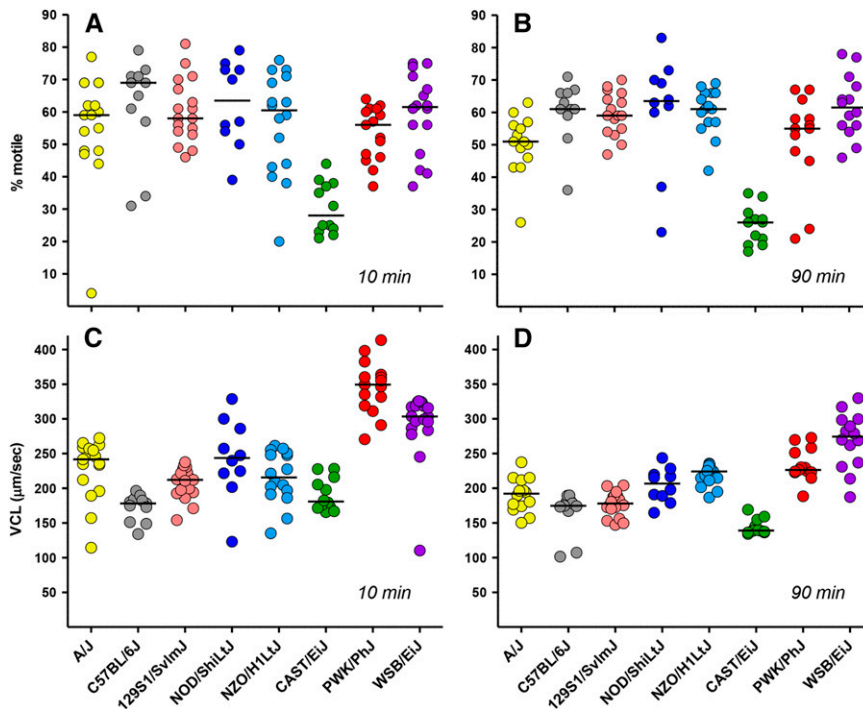 A
B
% motile
90
80
70
60
50
40
30
20
10
10 min
% motile
90
80
70
60
50
40
30
20
10
90 min
C
D
VCL (μm/sec)
400
350
300
250
200
150
100
50
10 min
400
350
300
250
200
150
100
50
90 min
A/J
C57BL/6J
129S1/SvImJ
NOD/ShiLtJ
NZO/H1LtJ
CAST/EiJ
PWK/PhJ
WSB/EiJ
A/J
C57BL/6J
129S1/SvlmJ
NOD/ShiLtJ
NZO/H1LtJ
CAST/EiJ
PWK/PhJ
WSB/EiJ